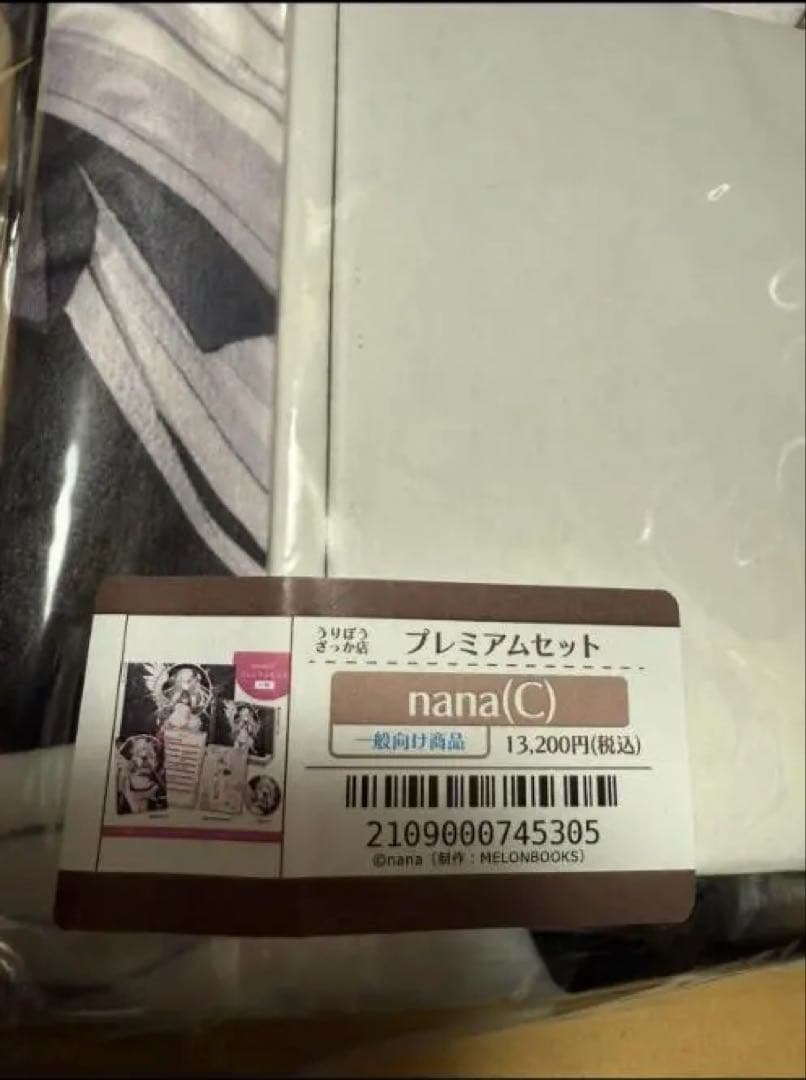 うりぼう
ざっか店
プレミアムセット
nana(C)
一般向け商品
13,200円(税込)
2109000745305
©nana（制作：MELONBOOKS）